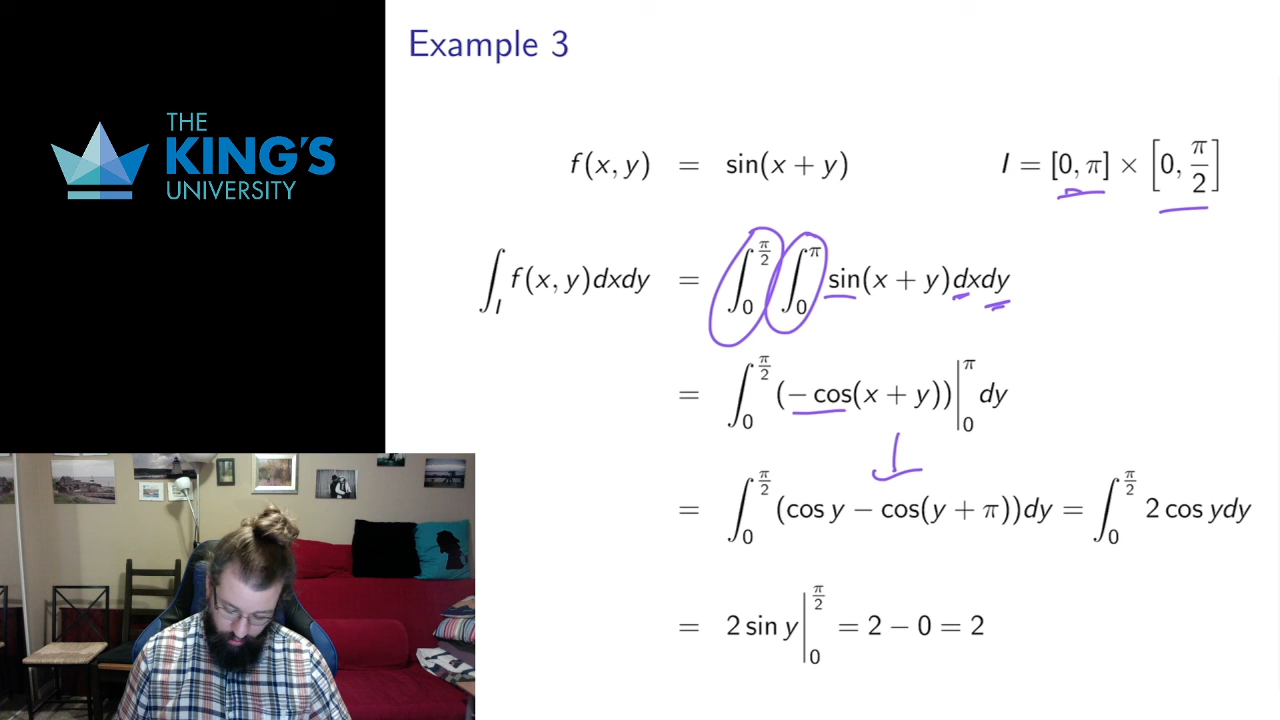 Example 3
THE
KING'S
UNIVERSITY
f(x, y) = sin(x + y) I = [0, π] × [0, π/2]
∫_I f(x, y)dxdy = ∫_0^{π/2} ∫_0^π sin(x + y)dxdy
= ∫_0^{π/2} (− cos(x + y))|_0^π dy
= ∫_0^{π/2} (cos y − cos(y + π))dy = ∫_0^{π/2} 2 cos ydy
= 2 sin y|_0^{π/2} = 2 − 0 = 2